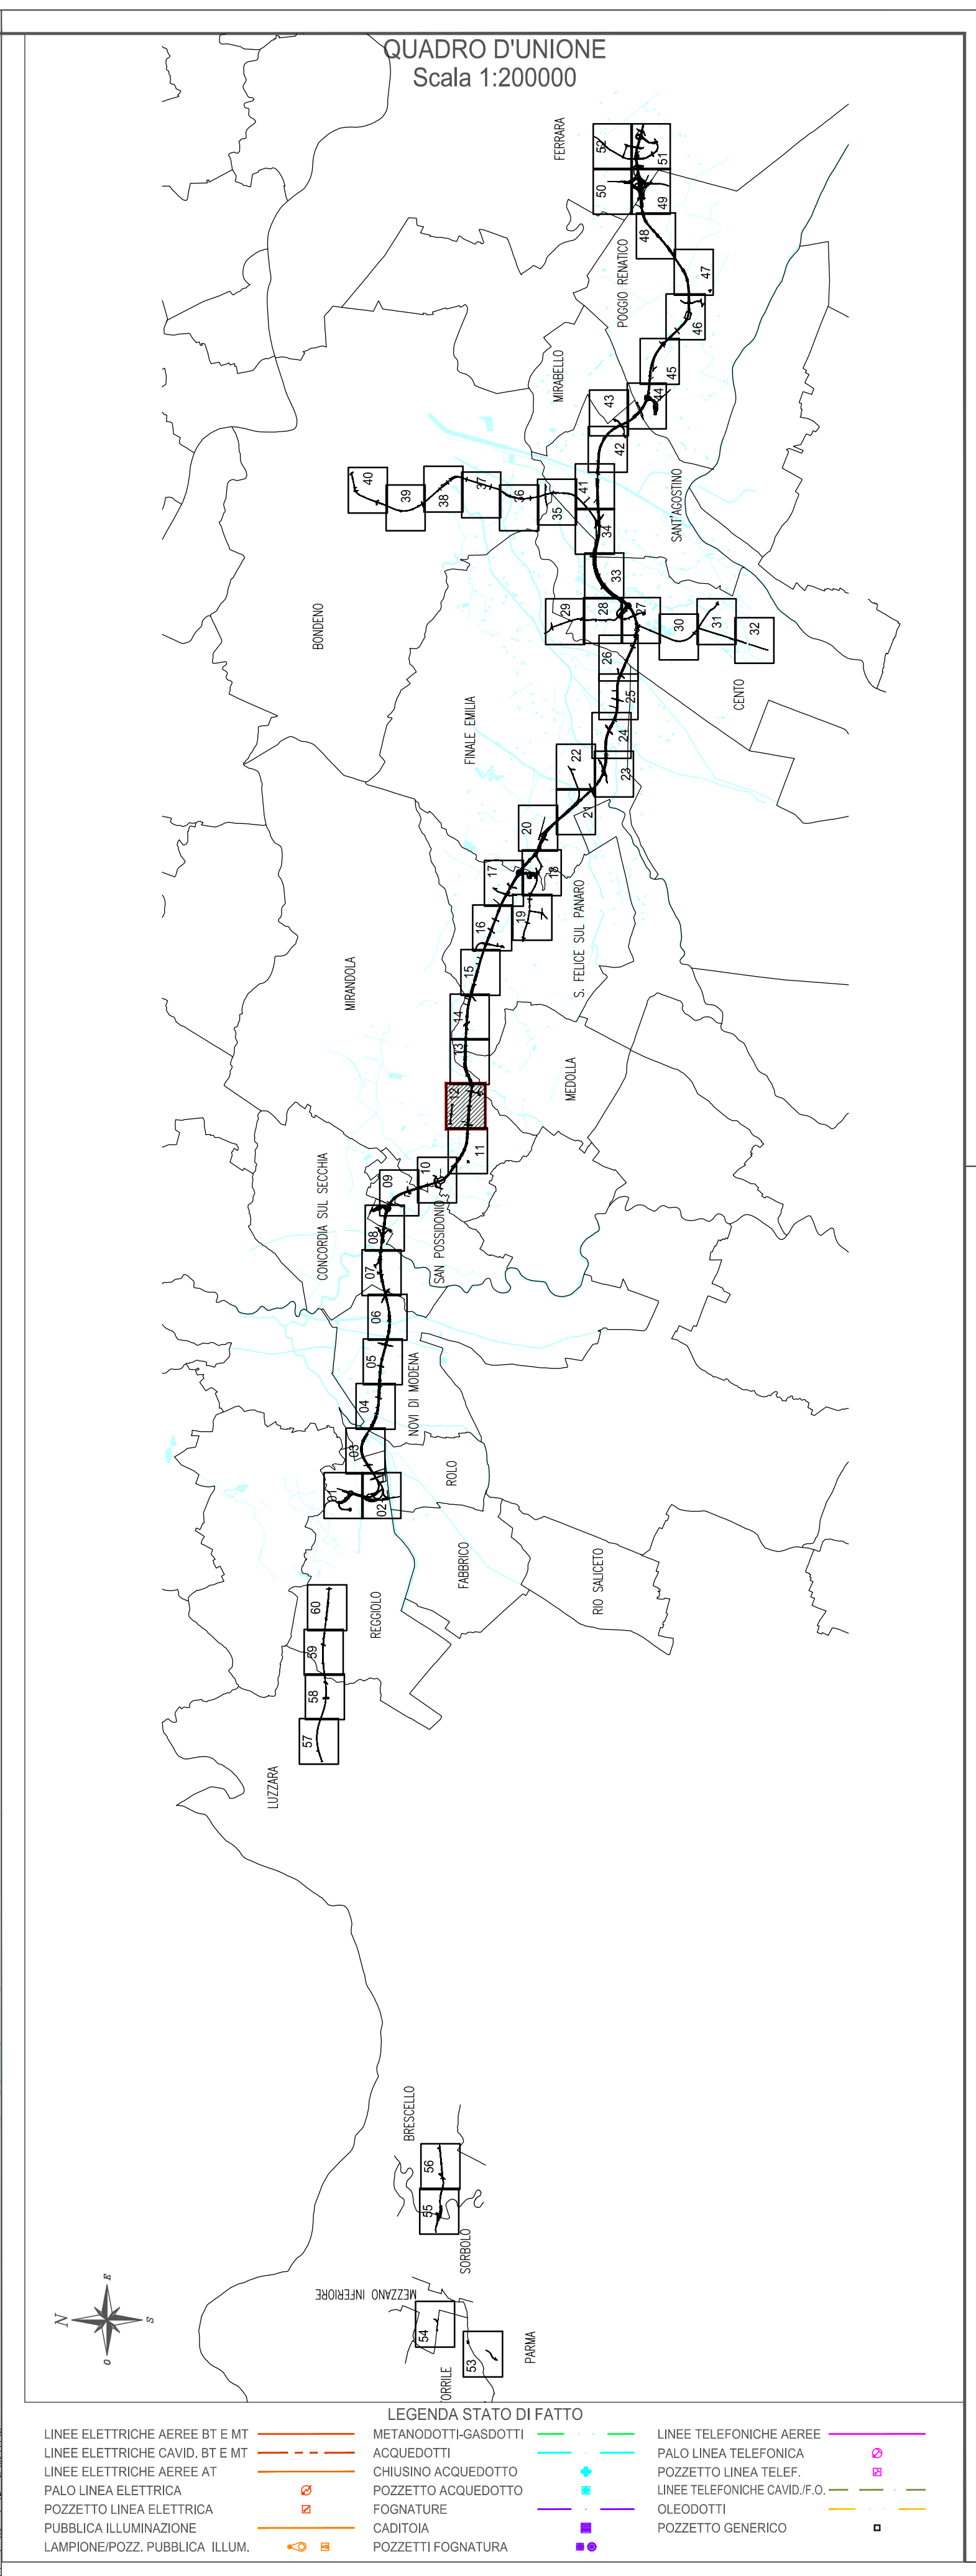 QUADRO D'UNIONE
Scala 1:200000
FERRARA
52
51
50
49
48
POGGIO RENATICO
47
46
MIRABELLO
45
44
43
42
40
39
38
37
36
35
41
34
SANT'AGOSTINO
33
BONDENO
29
28
27
30
31
32
26
25
CENTO
FINALE EMILIA
24
23
22
21
20
17
18
19
16
S. FELICE SUL PANARO
MIRANDOLA
15
14
13
12
MEDOLLA
11
10
09
CONCORDIA SUL SECCHIA
SAN POSSIDONIO
08
07
06
05
04
NOVI DI MODENA
03
ROLO
01
02
FABBRICO
RIO SALICETO
REGGIOLO
60
59
58
57
LUZZARA
BRESCELLO
56
55
SORBOLO
MEZZANO INFERIORE
54
53
PARMA
TORRILE
N
E
S
O
LEGENDA STATO DI FATTO
LINEE ELETTRICHE AEREE BT E MT
LINEE ELETTRICHE CAVID. BT E MT
LINEE ELETTRICHE AEREE AT
PALO LINEA ELETTRICA
POZZETTO LINEA ELETTRICA
PUBBLICA ILLUMINAZIONE
LAMPIONE/POZZ. PUBBLICA ILLUM.
METANODOTTI-GASDOTTI
ACQUEDOTTI
CHIUSINO ACQUEDOTTO
POZZETTO ACQUEDOTTO
FOGNATURE
CADITOIA
POZZETTI FOGNATURA
LINEE TELEFONICHE AEREE
PALO LINEA TELEFONICA
POZZETTO LINEA TELEF.
LINEE TELEFONICHE CAVID./F.O.
OLEODOTTI
POZZETTO GENERICO